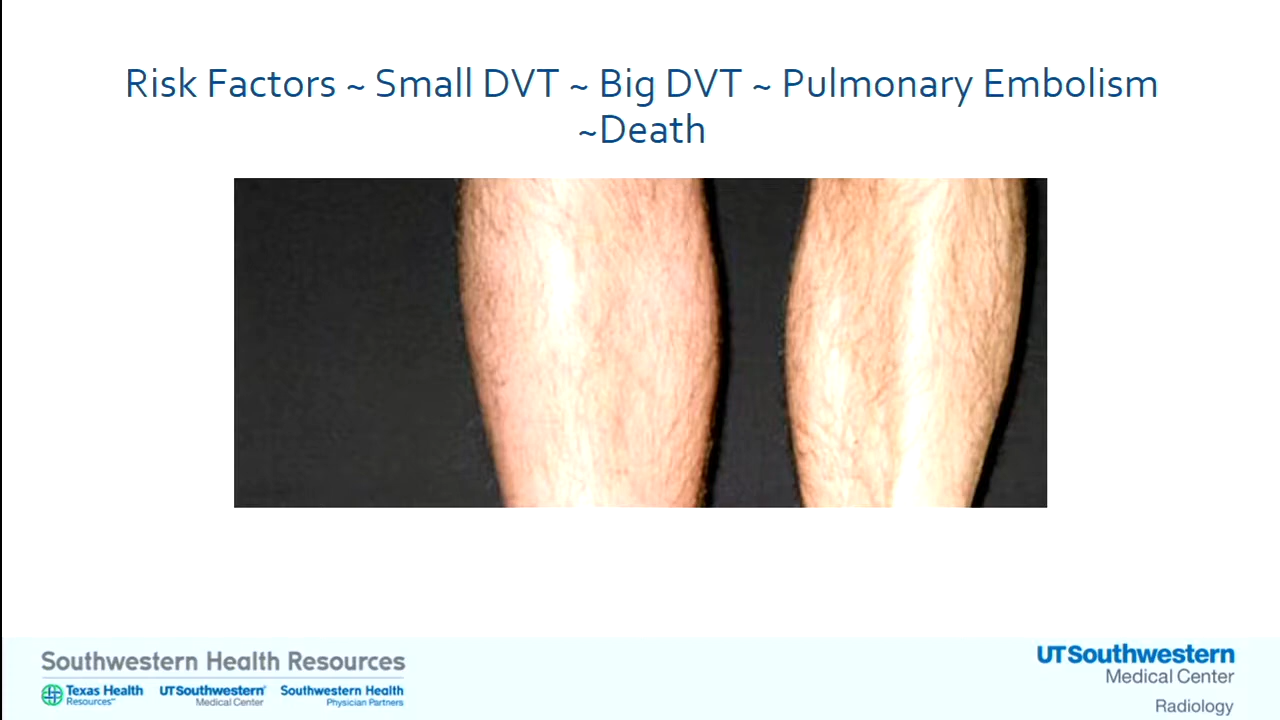 Risk Factors ~ Small DVT ~ Big DVT ~ Pulmonary Embolism
~Death
Southwestern Health Resources
Texas Health
Resources℠
UTSouthwestern
Medical Center
Southwestern Health
Physician Partners
UTSouthwestern
Medical Center
Radiology